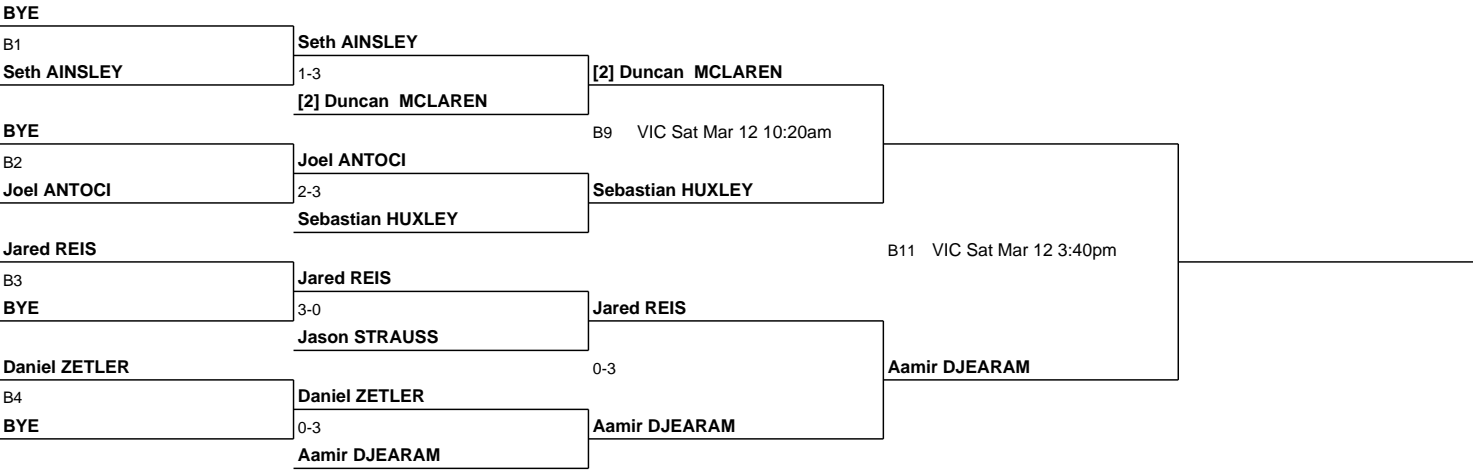 BYE
B1
Seth AINSLEY
Seth AINSLEY
1-3
[2] Duncan MCLAREN
[2] Duncan MCLAREN
BYE
B2
Joel ANTOCI
Joel ANTOCI
2-3
Sebastian HUXLEY
B9 VIC Sat Mar 12 10:20am
Sebastian HUXLEY
Jared REIS
B3
BYE
Jared REIS
3-0
Jason STRAUSS
Jared REIS
Daniel ZETLER
B4
BYE
Daniel ZETLER
0-3
Aamir DJEARAM
0-3
Aamir DJEARAM
B11 VIC Sat Mar 12 3:40pm
Aamir DJEARAM